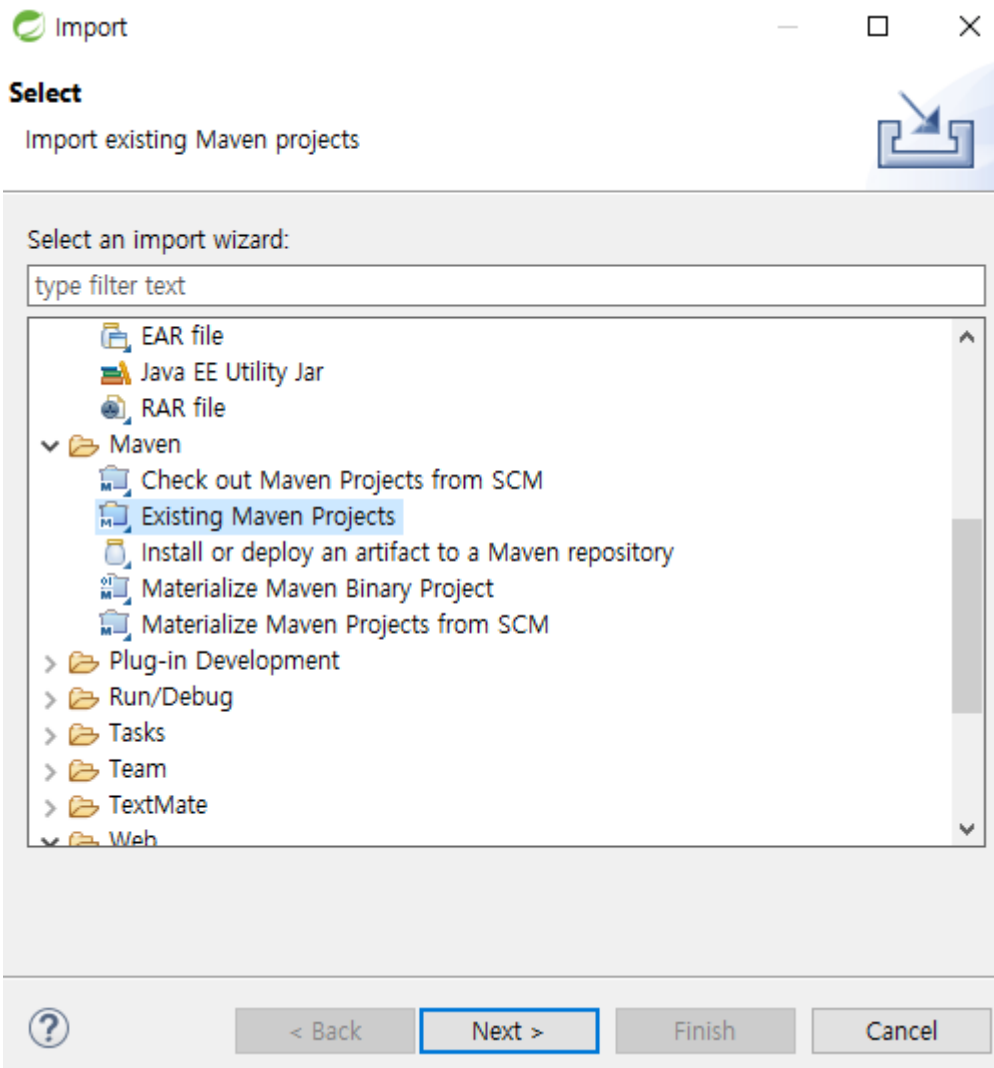 Import
Select
Import existing Maven projects
Select an import wizard:
type filter text
EAR file
Java EE Utility Jar
RAR file
Maven
Check out Maven Projects from SCM
Existing Maven Projects
Install or deploy an artifact to a Maven repository
Materialize Maven Binary Project
Materialize Maven Projects from SCM
Plug-in Development
Run/Debug
Tasks
Team
TextMate
Web
< Back
Next >
Finish
Cancel